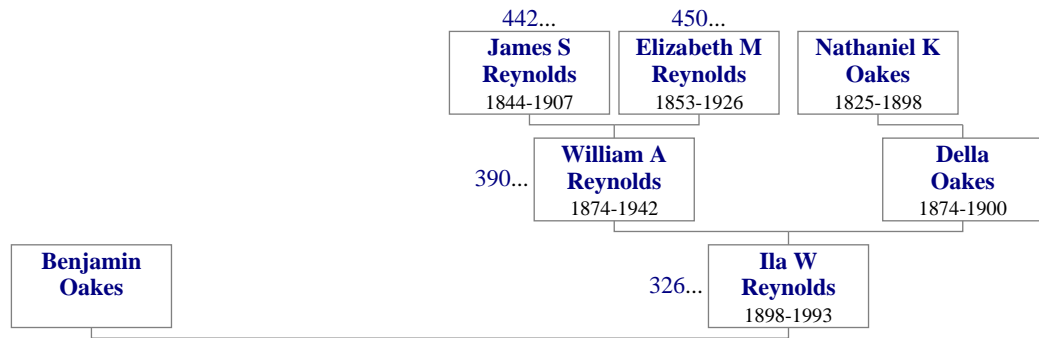 442...
450...
James S
Reynolds
1844-1907
Elizabeth M
Reynolds
1853-1926
Nathaniel K
Oakes
1825-1898
390...
William A
Reynolds
1874-1942
Della
Oakes
1874-1900
Benjamin
Oakes
326...
Ila W
Reynolds
1898-1993